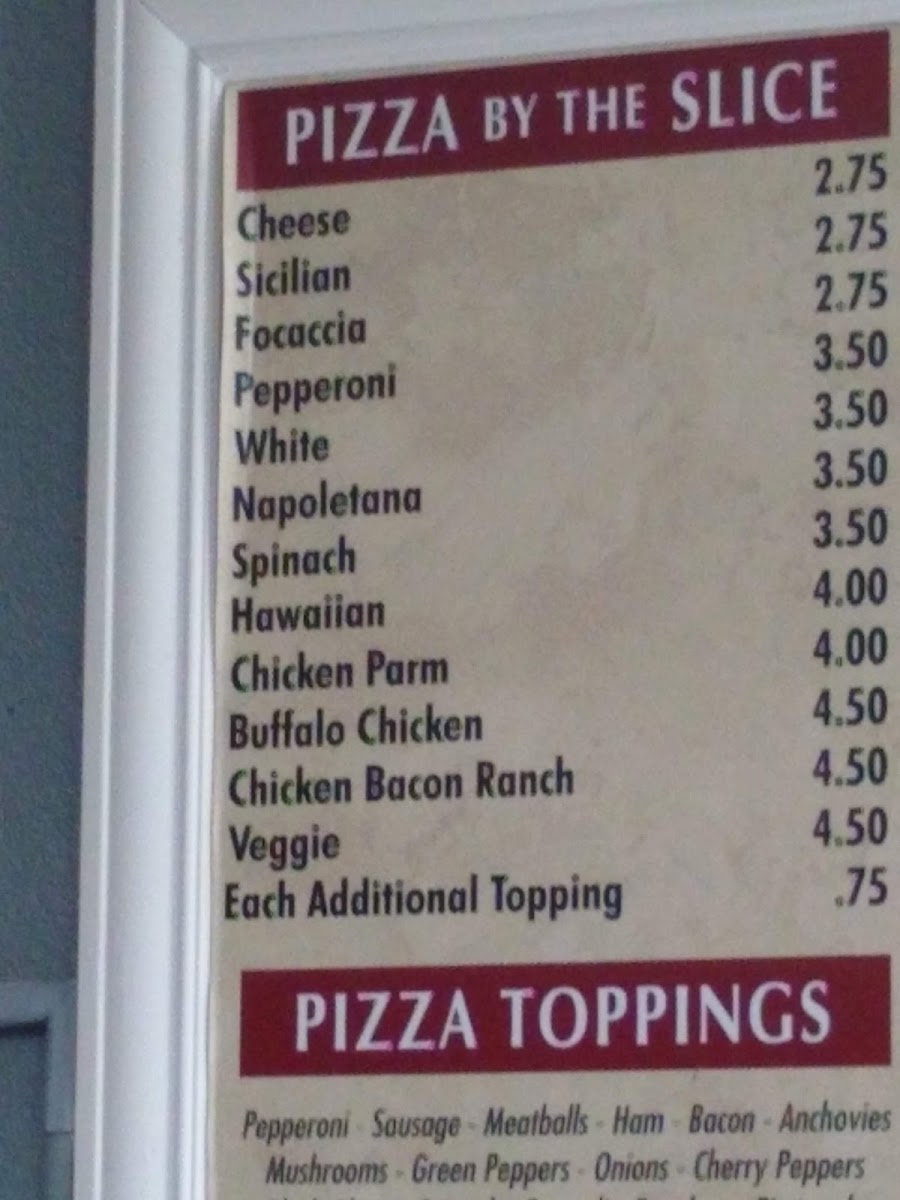 PIZZA BY THE SLICE
Cheese 2.75
Sicilian 2.75
Focaccia 2.75
Pepperoni 3.50
White 3.50
Napoletana 3.50
Spinach 3.50
Hawaiian 4.00
Chicken Parm 4.00
Buffalo Chicken 4.50
Chicken Bacon Ranch 4.50
Veggie 4.50
Each Additional Topping .75
PIZZA TOPPINGS
Pepperoni - Sausage - Meatballs - Ham - Bacon - Anchovies
Mushrooms - Green Peppers - Onions - Cherry Peppers